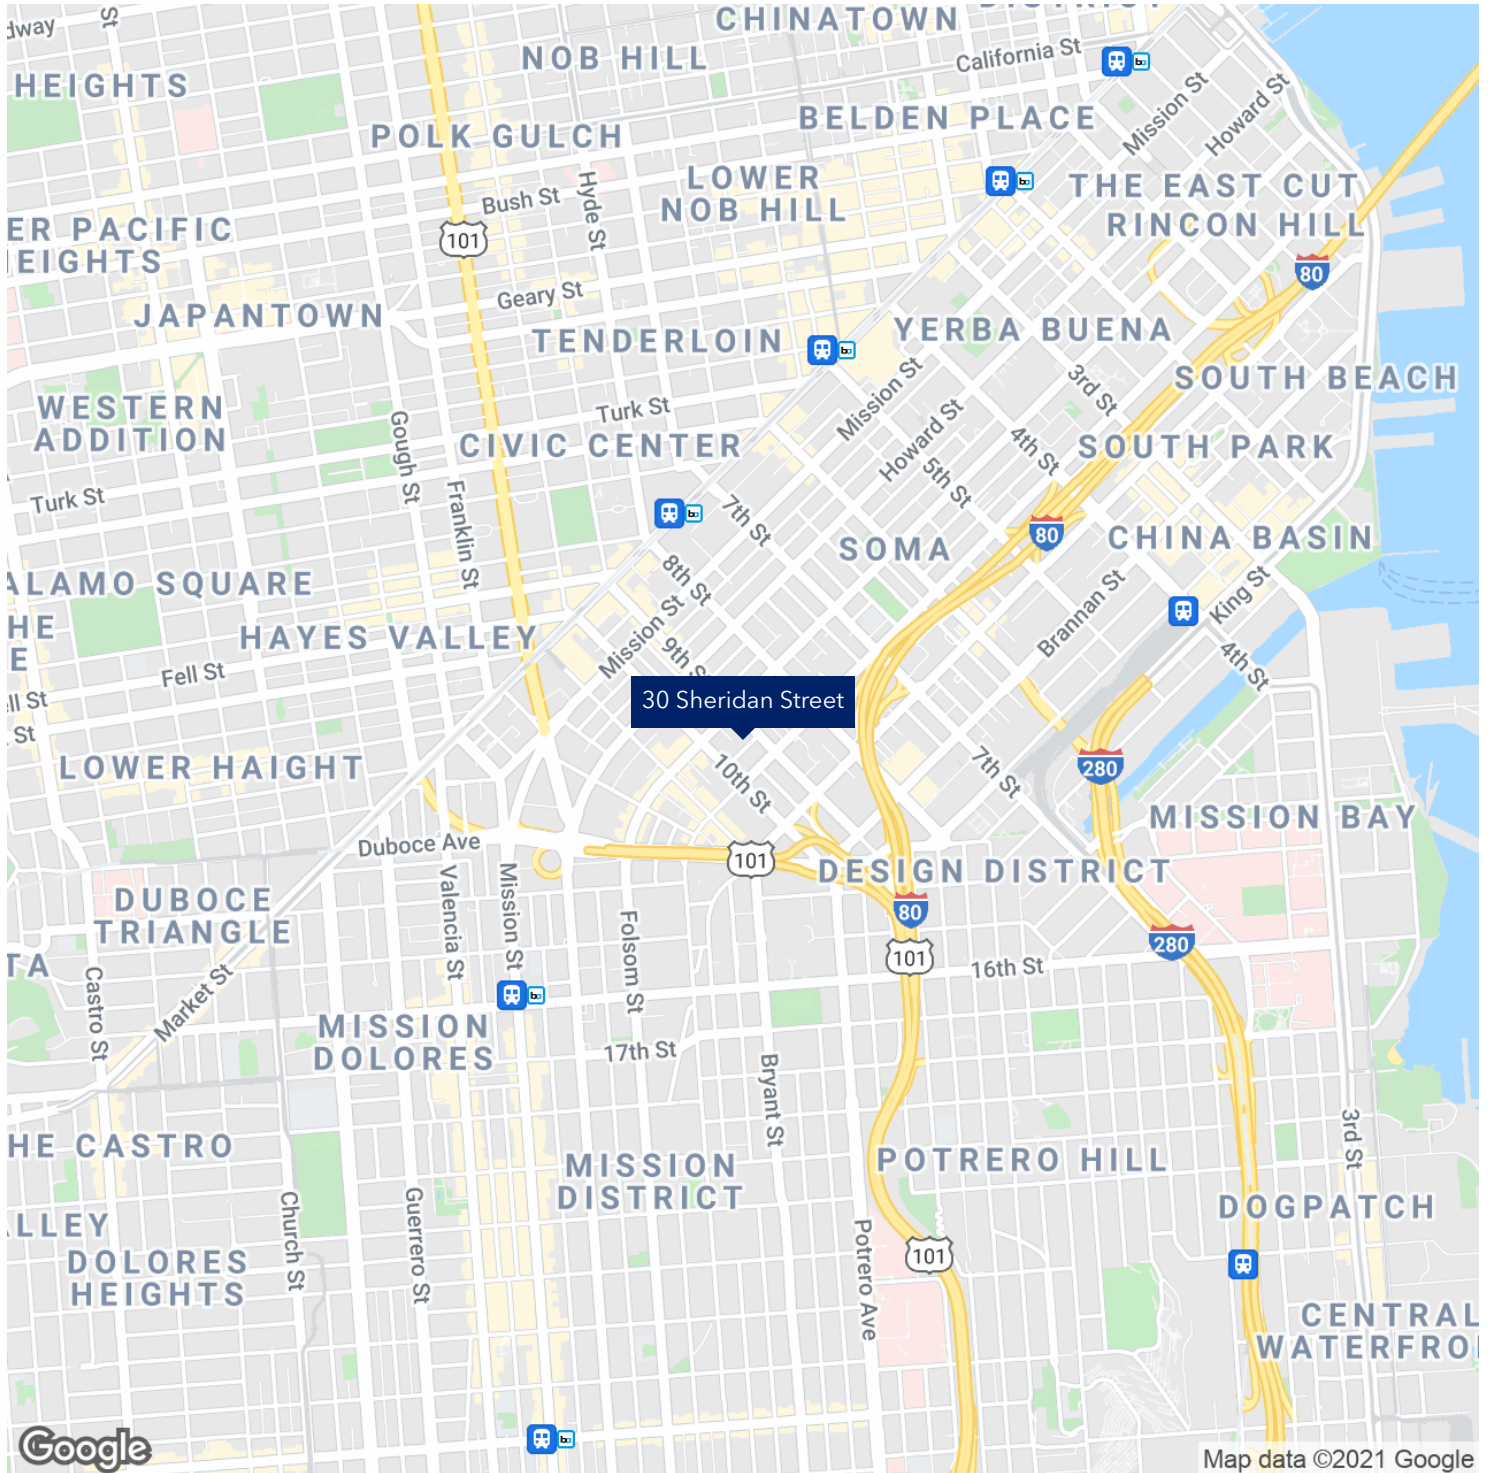 dway
St
CHINATOWN
NOB HILL
California St
HEIGHTS
BELDEN PLACE
Mission St
Howard St
POLK GULCH
LOWER
NOB HILL
THE EAST CUT
Hyde St
Bush St
RINCON HILL
ER PACIFIC
EIGHTS
101
80
Geary St
JAPANTOWN
YERBA BUENA
TENDERLOIN
Mission St
3rd St
SOUTH BEACH
WESTERN
ADDITION
Turk St
Howard St
Gough St
CIVIC CENTER
4th St
SOUTH PARK
5th St
Turk St
Franklin St
7th St
80
CHINA BASIN
SOMA
8th St
ALAMO SQUARE
Brannan St
King St
HE
E
HAYES VALLEY
Mission St
9th S
4th St
Fell St
ll St
30 Sheridan Street
St
LOWER HAIGHT
10th St
7th St
280
MISSION BAY
Duboce Ave
101
DESIGN DISTRICT
Valencia St
Mission St
DUBOCE
TRIANGLE
Folsom St
80
280
101
TA
16th St
Castro St
Market St
MISSION
DOLORES
17th St
Bryant St
3rd St
HE CASTRO
MISSION
DISTRICT
POTRERO HILL
Church St
Guerrero St
DOGPATCH
LLEY
Potrero Ave
101
DOLORES
HEIGHTS
CENTRAL
WATERFRO
Google
Map data ©2021 Google